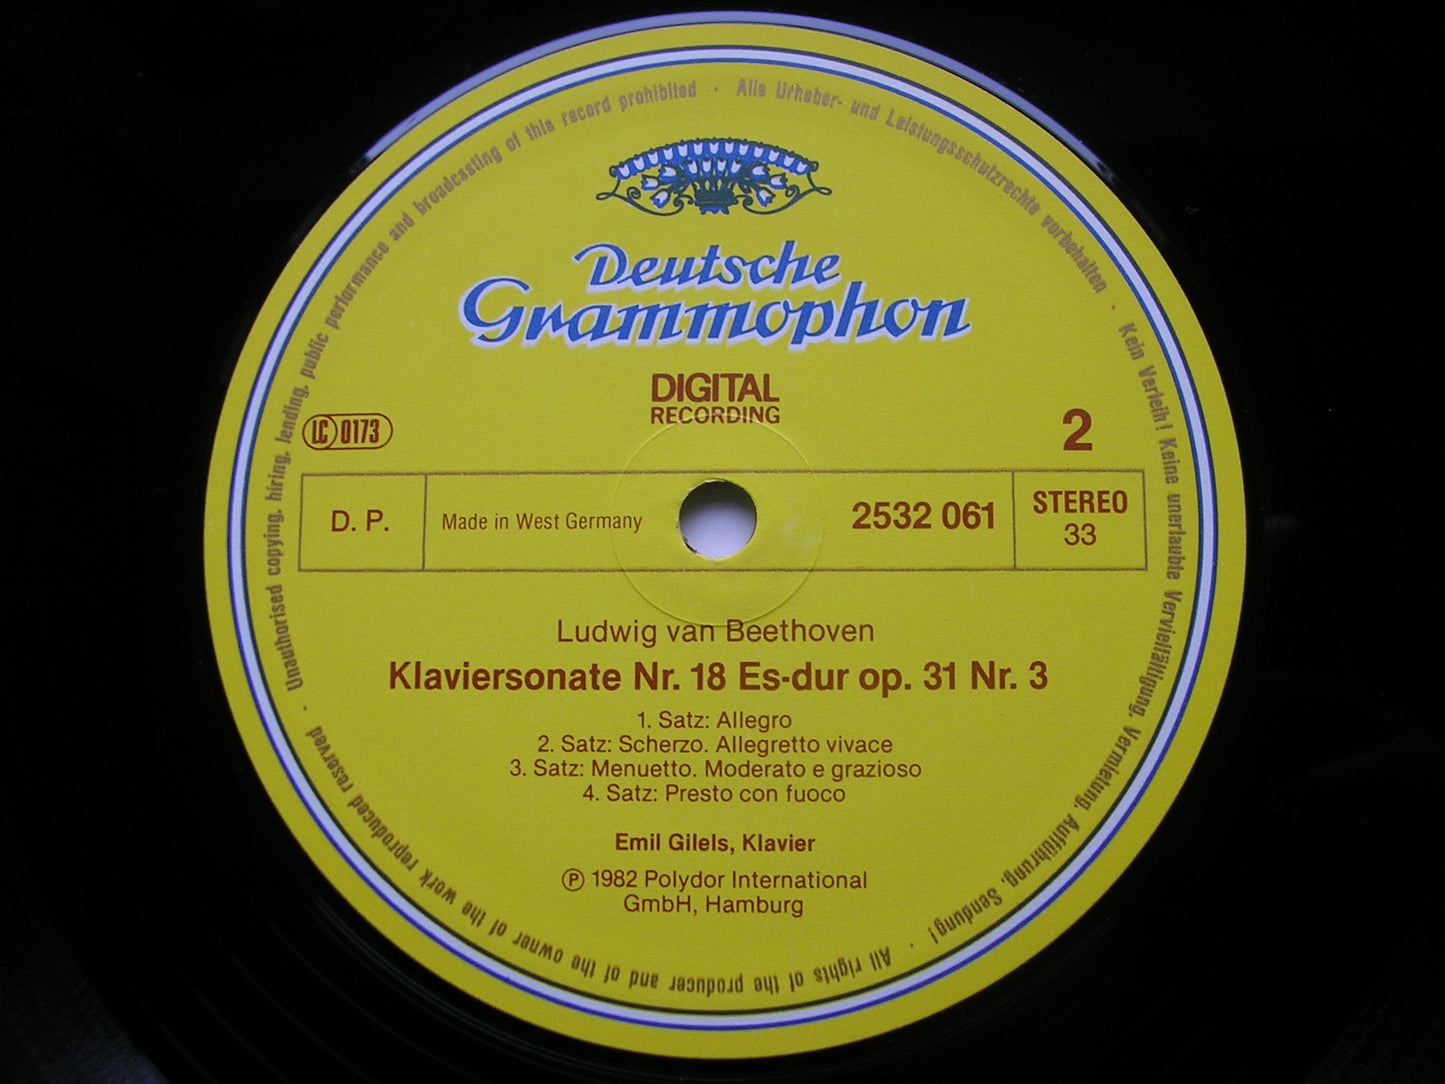 Deutsche
Grammophon
DIGITAL
RECORDING
LC 0173
2
D. P.
Made in West Germany
2532 061
STEREO
33
Ludwig van Beethoven
Klaviersonate Nr. 18 Es-dur op. 31 Nr. 3
1. Satz: Allegro
2. Satz: Scherzo. Allegretto vivace
3. Satz: Menuetto. Moderato e grazioso
4. Satz: Presto con fuoco
Emil Gilels, Klavier
℗ 1982 Polydor International
GmbH, Hamburg
Alle Urheber- und Leistungsschutzrechte vorbehalten · Kein Verleih! Keine unerlaubte Vervielfältigung, Vermietung, Aufführung, Sendung! · All rights of the producer and of the owner of the work reproduced reserved · Unauthorised copying, hiring, lending, public performance and broadcasting of this record prohibited ·